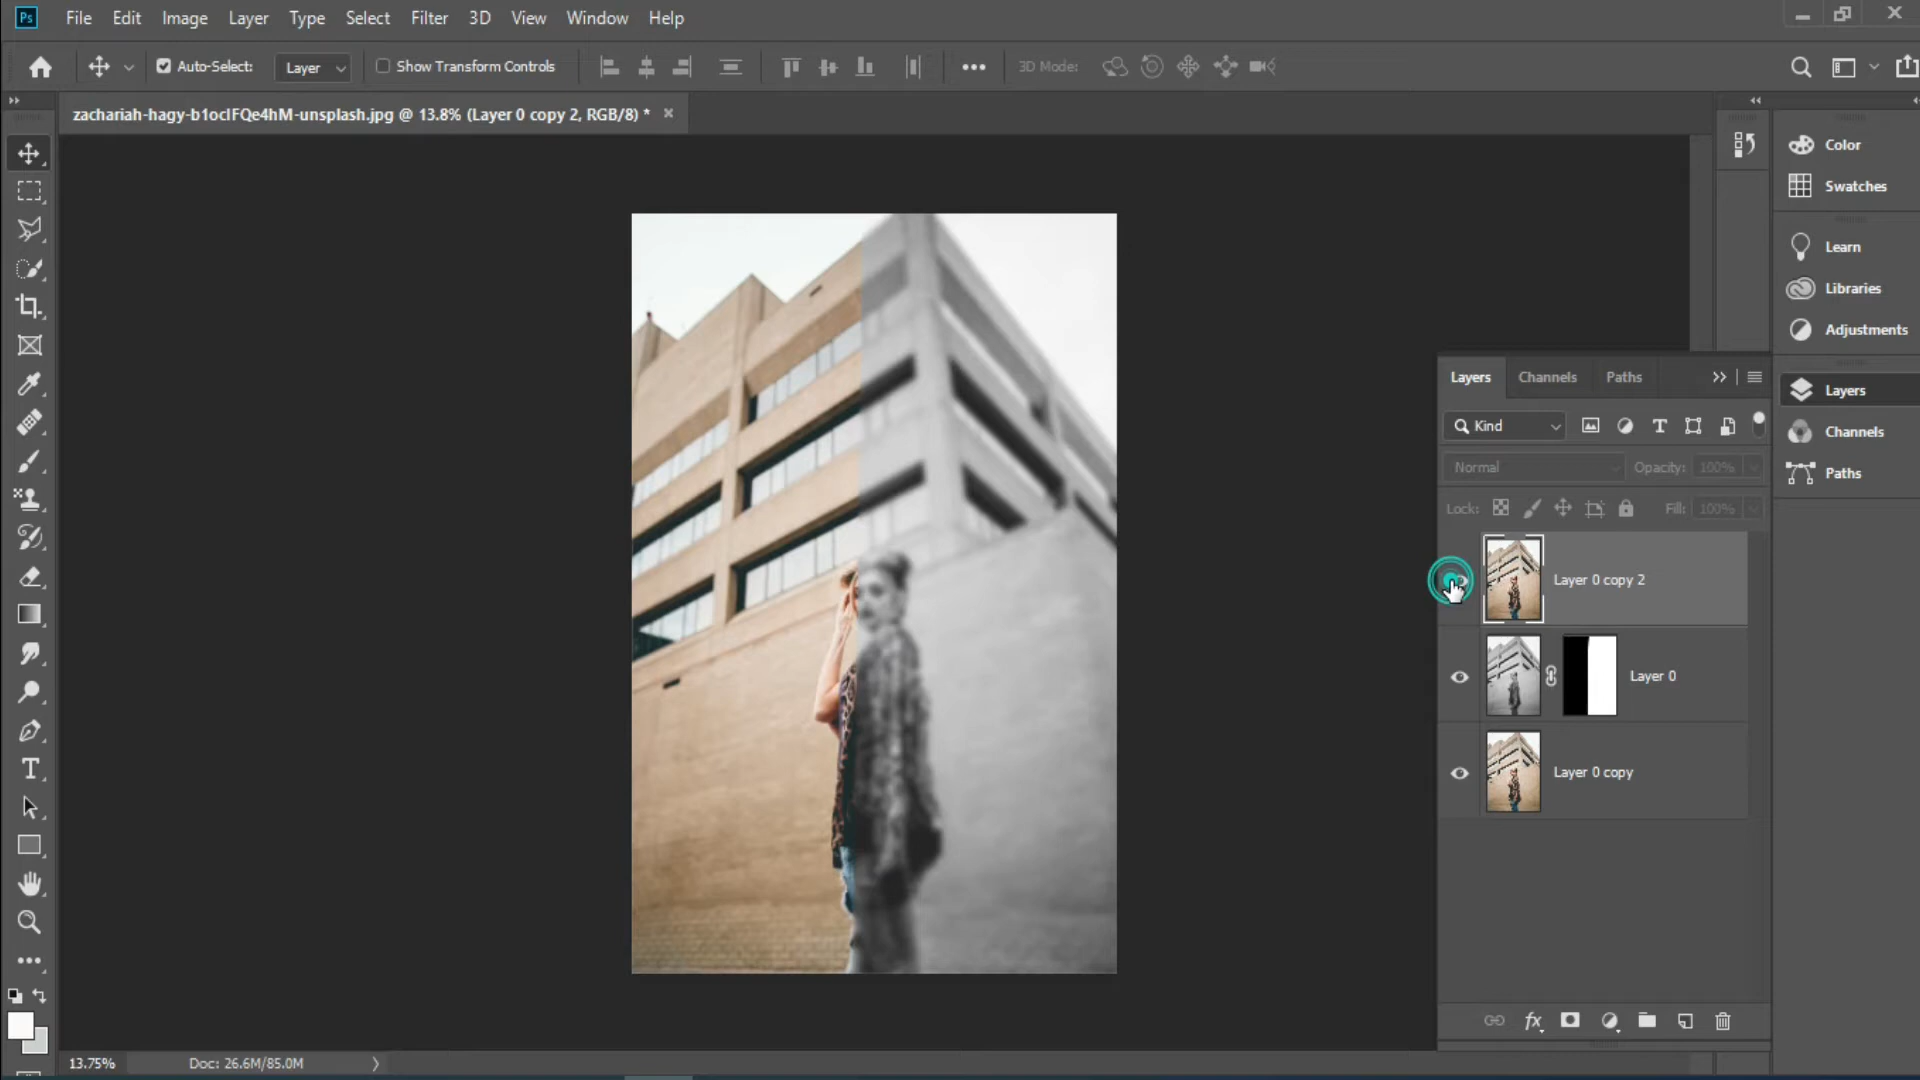 Ps File Edit Image Layer Type Select Filter 3D View Window Help
Auto-Select: Layer Show Transform Controls 3D Mode:
zachariah-hagy-b1ocIFQe4hM-unsplash.jpg @ 13.8% (Layer 0 copy 2, RGB/8) *
Color
Swatches
Learn
Libraries
Adjustments
Layers
Channels
Paths
Layers Channels Paths
Kind
Normal Opacity: 100%
Lock: Fill: 100%
Layer 0 copy 2
Layer 0
Layer 0 copy
fx
13.75% Doc: 26.6M/85.0M